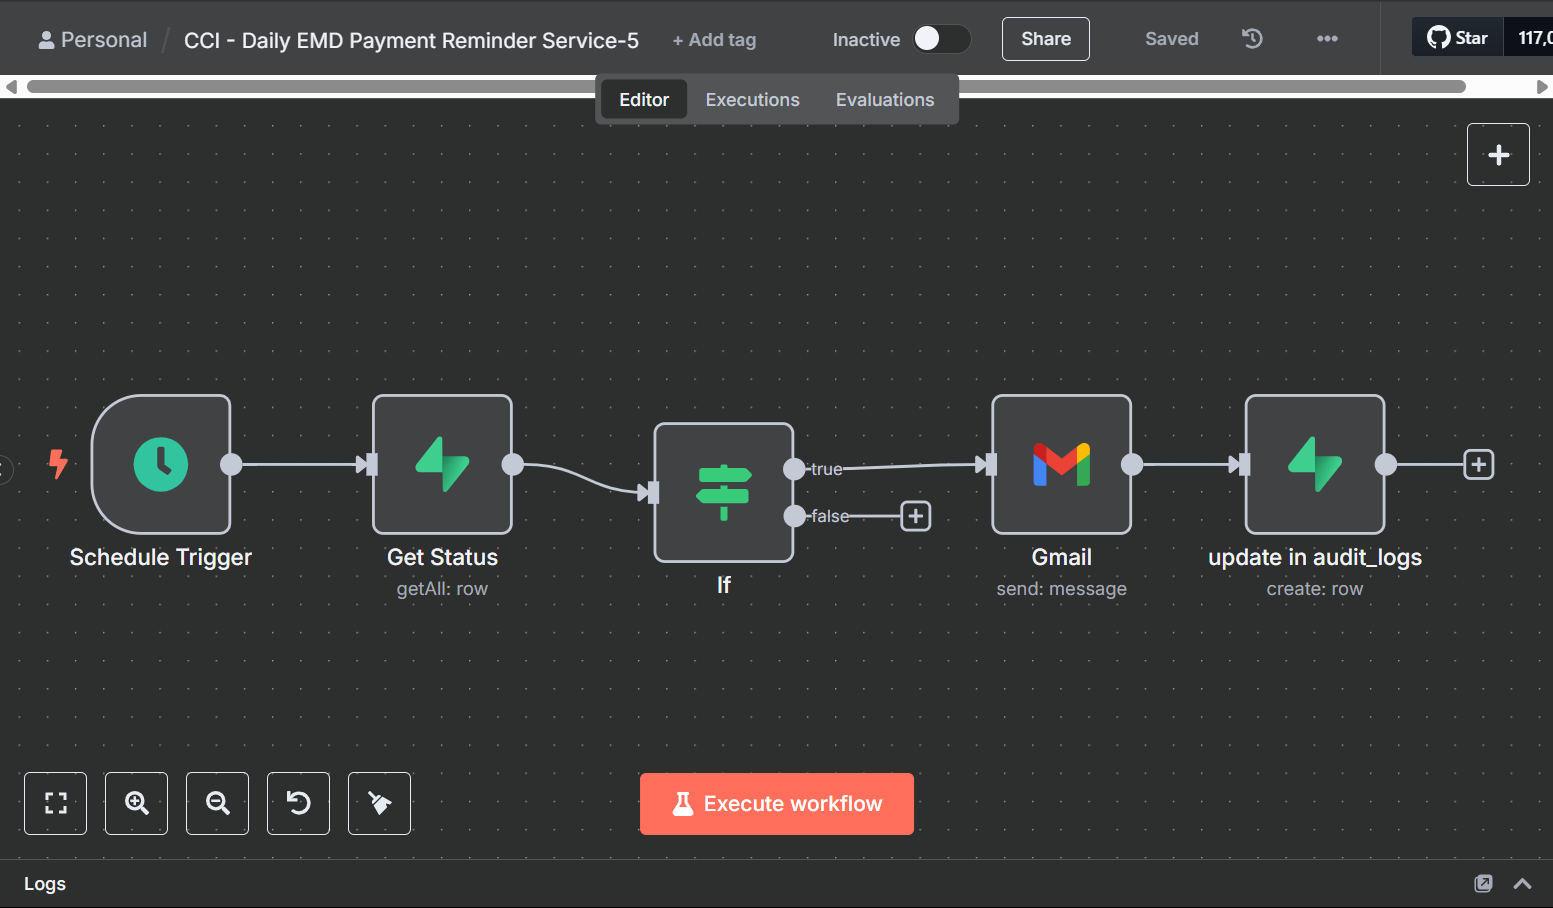 Personal / CCI - Daily EMD Payment Reminder Service-5 + Add tag Inactive Share Saved Star 117,0
Editor Executions Evaluations
true
false
Schedule Trigger
Get Status
getAll: row
If
Gmail
send: message
update in audit_logs
create: row
Execute workflow
Logs